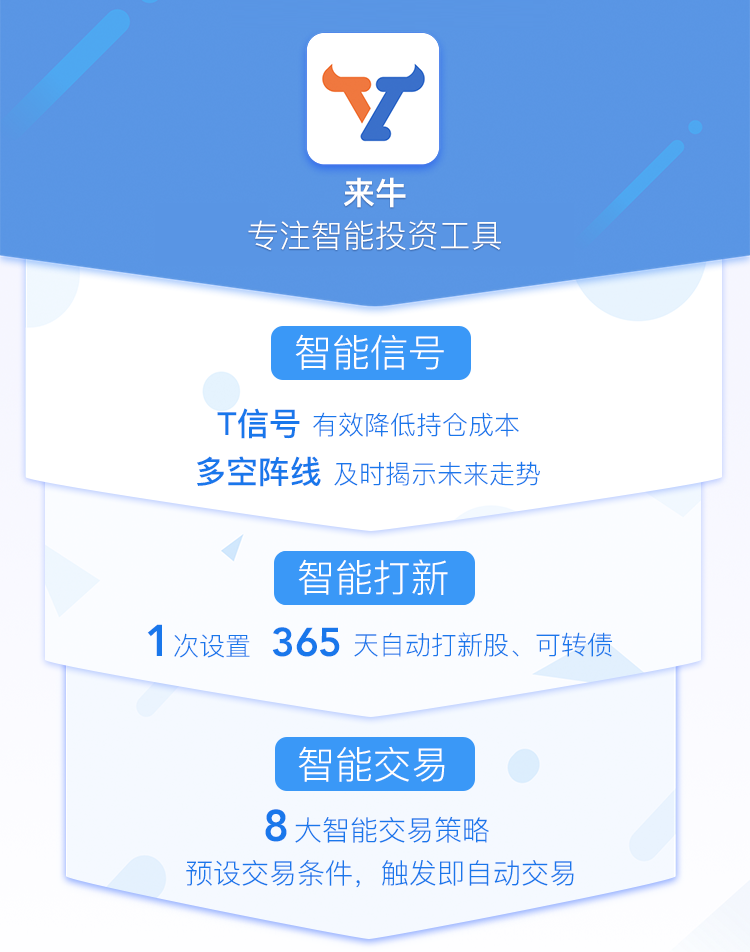 来牛
专注智能投资工具
智能信号
T信号 有效降低持仓成本
多空阵线 及时揭示未来走势
智能打新
1次设置 365 天自动打新股、可转债
智能交易
8大智能交易策略
预设交易条件，触发即自动交易